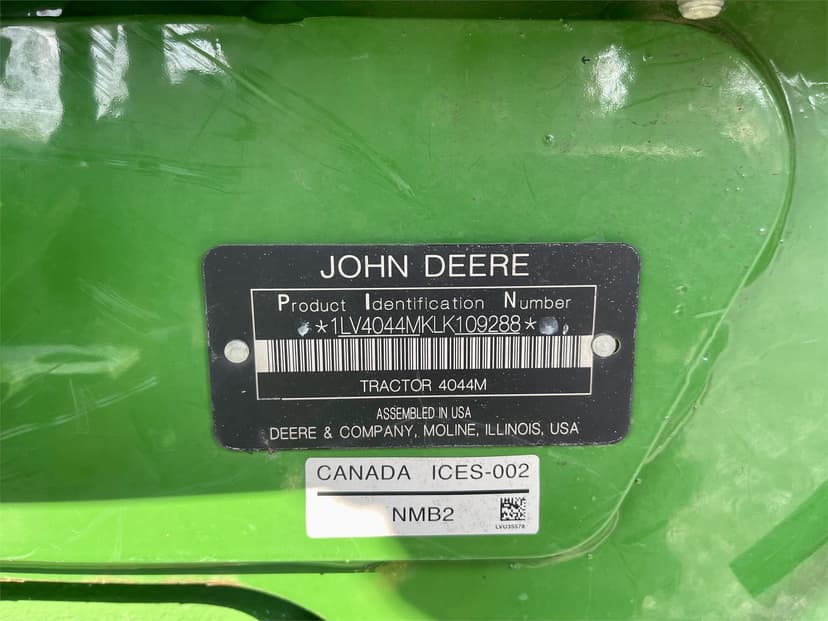 JOHN DEERE
Product Identification Number
*1LV4044MKLK109288*
TRACTOR 4044M
ASSEMBLED IN USA
DEERE & COMPANY, MOLINE, ILLINOIS, USA
CANADA ICES-002
NMB2
LVU35578